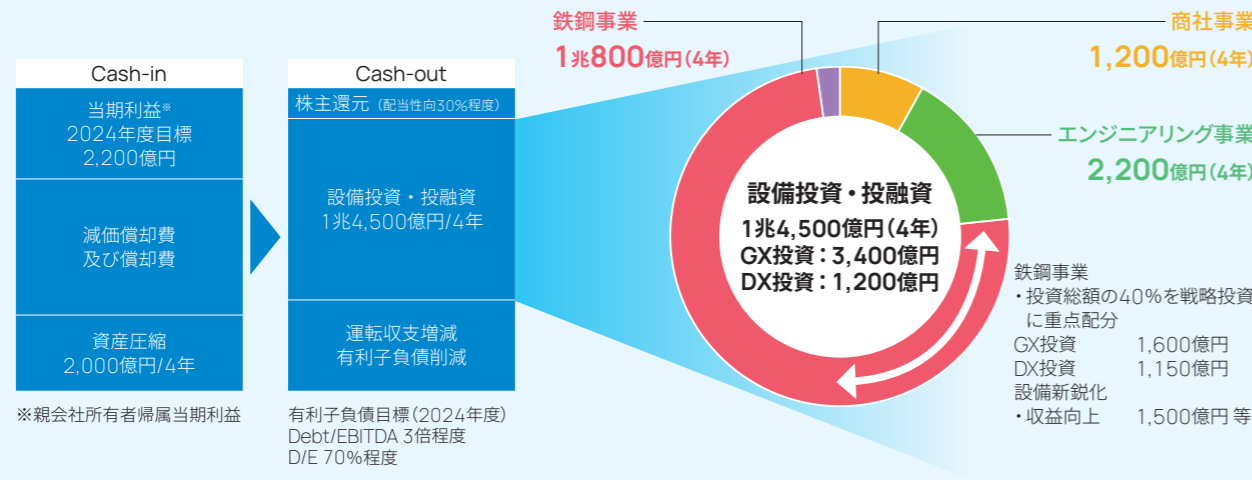 Cash-in
当期利益※
2024年度目標
2,200億円
減価償却費
及び償却費
資産圧縮
2,000億円/4年
※親会社所有者帰属当期利益
Cash-out
株主還元（配当性向30%程度）
設備投資・投融資
1兆4,500億円/4年
運転収支増減
有利子負債削減
有利子負債目標（2024年度）
Debt/EBITDA 3倍程度
D/E 70%程度
鉄鋼事業
1兆800億円（4年）
商社事業
1,200億円（4年）
エンジニアリング事業
2,200億円（4年）
設備投資・投融資
1兆4,500億円（4年）
GX投資：3,400億円
DX投資：1,200億円
鉄鋼事業
・投資総額の40%を戦略投資
に重点配分
GX投資 1,600億円
DX投資 1,150億円
設備新鋭化
・収益向上 1,500億円 等